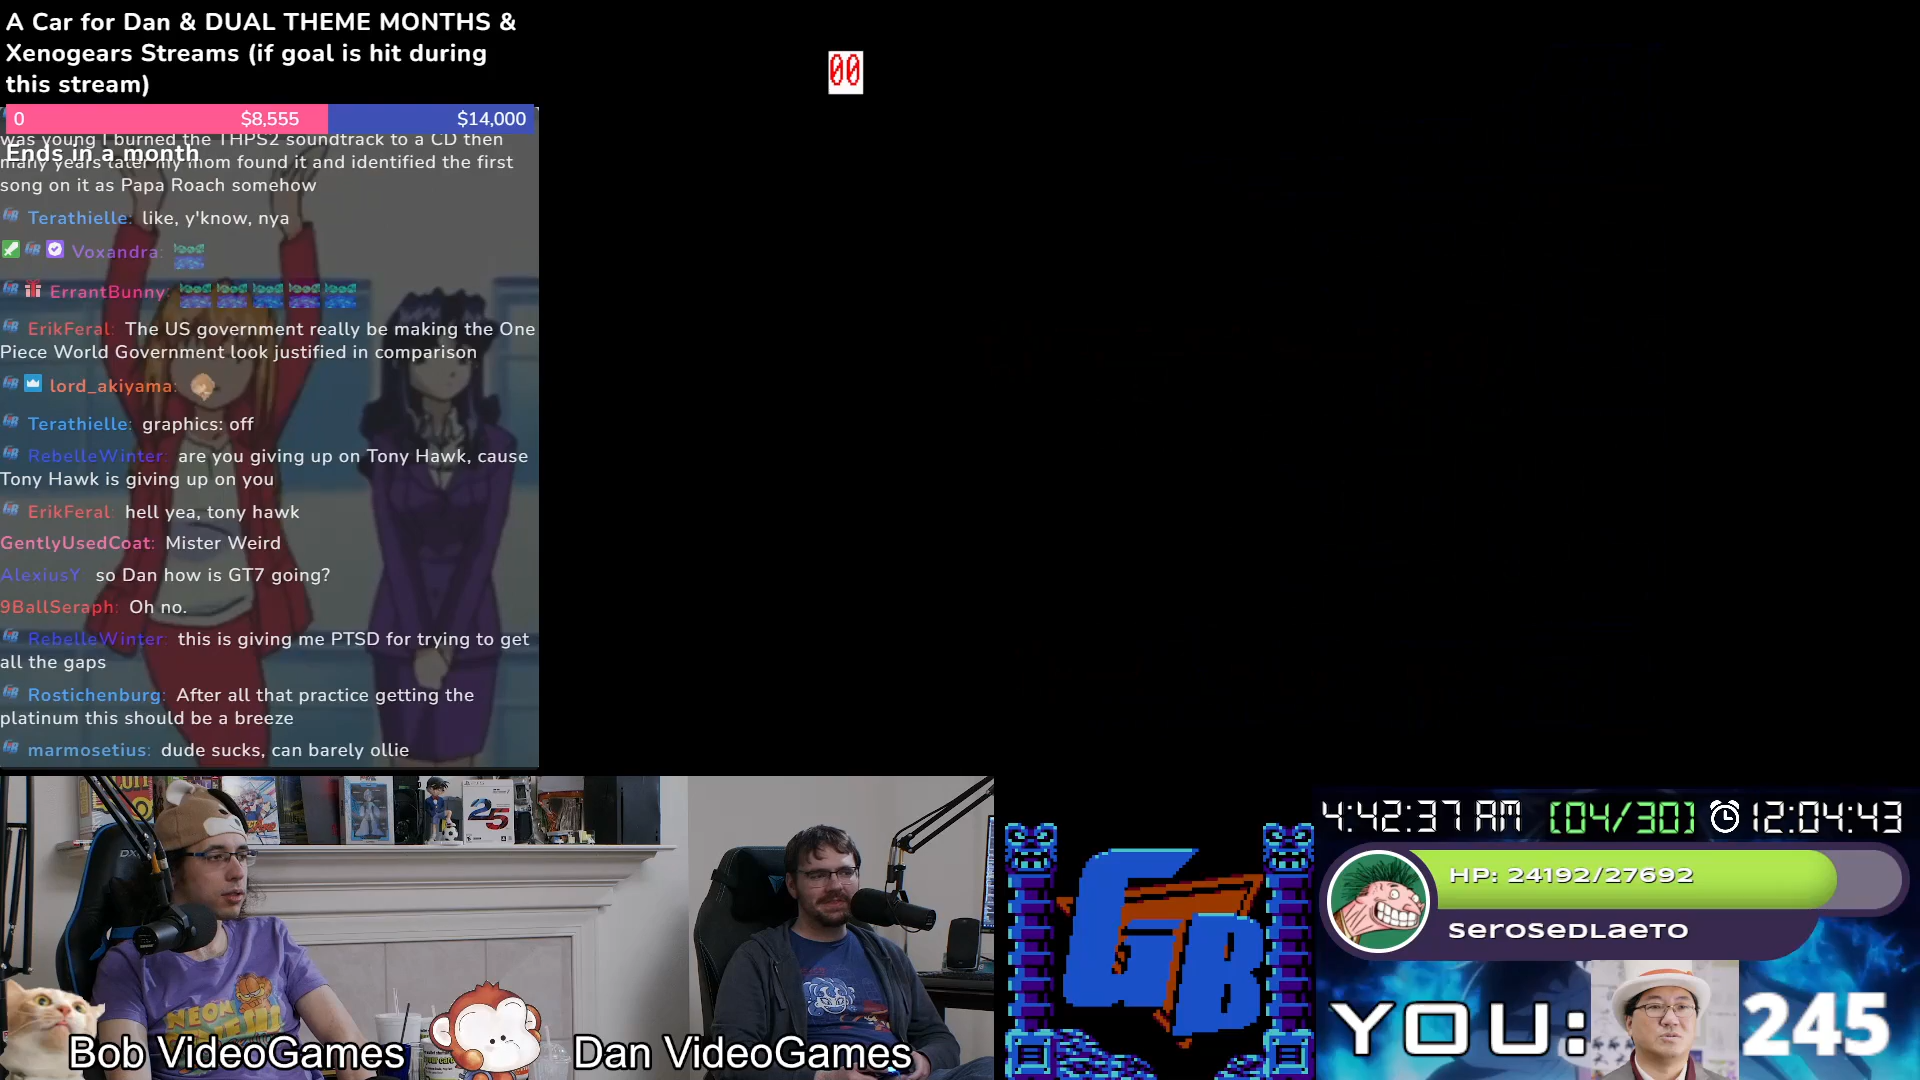 A Car for Dan & DUAL THEME MONTHS &
Xenogears Streams (if goal is hit during
this stream)
0 $8,555 $14,000
Ends in a month
was young I burned the THPS2 soundtrack to a CD then
many years later my mom found it and identified the first
song on it as Papa Roach somehow
Terathielle: like, y'know, nya
Voxandra:
ErrantBunny:
ErikFeral: The US government really be making the One
Piece World Government look justified in comparison
lord_akiyama:
Terathielle: graphics: off
RebelleWinter: are you giving up on Tony Hawk, cause
Tony Hawk is giving up on you
ErikFeral: hell yea, tony hawk
GentlyUsedCoat: Mister Weird
AlexiusY so Dan how is GT7 going?
9BallSeraph: Oh no.
RebelleWinter: this is giving me PTSD for trying to get
all the gaps
Rostichenburg: After all that practice getting the
platinum this should be a breeze
marmosetius: dude sucks, can barely ollie
00
25
NEON
Bob VideoGames
Dan VideoGames
GB
4:42:37 AM [04/30] 12:04:43
HP: 24192/27692
SeroSedLaeto
YOU: 245